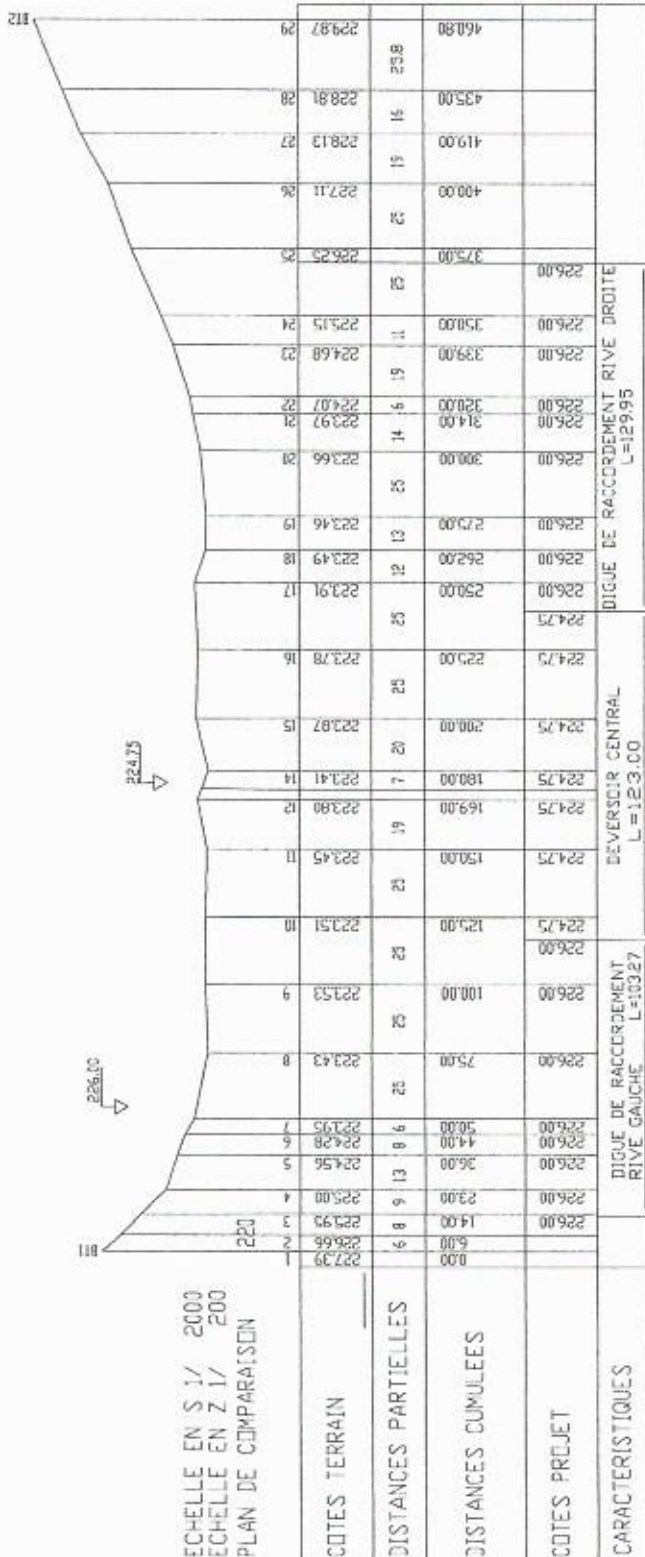 BT1
BT2
226.00
224.75
ECHELLE EN S 1/ 2000
ECHELLE EN Z 1/ 200
PLAN DE COMPARAISON 220
1 2 3 4 5 6 7 8 9 10 11 12 14 15 16 17 18 19 20 21 22 23 24 25 26 27 28 29
COTES TERRAIN 227.39 226.66 225.95 225.00 224.56 224.28 223.95 223.43 223.53 223.51 223.45 223.80 223.41 223.87 223.78 223.91 223.49 223.46 223.66 223.97 224.07 224.68 225.15 226.25 227.11 228.13 228.81 229.87
DISTANCES PARTIELLES 6 8 9 13 8 6 25 25 25 25 19 7 20 25 25 12 13 25 14 6 19 11 25 25 19 16 25.8
DISTANCES CUMULEES 0.00 6.00 14.00 23.00 36.00 44.00 50.00 75.00 100.00 125.00 150.00 169.00 180.00 200.00 225.00 250.00 262.00 275.00 300.00 314.00 320.00 339.00 350.00 375.00 400.00 419.00 435.00 460.80
COTES PROJET 226.00 226.00 226.00 226.00 226.00 226.00 226.00 226.00 224.75 224.75 224.75 224.75 224.75 224.75 224.75 226.00 226.00 226.00 226.00 226.00 226.00 226.00 226.00 226.00
CARACTERISTIQUES
DIGUE DE RACCORDEMENT
RIVE GAUCHE L=103.27
DEVERSOIR CENTRAL
L=123.00
DIGUE DE RACCORDEMENT RIVE DROITE
L=129.95